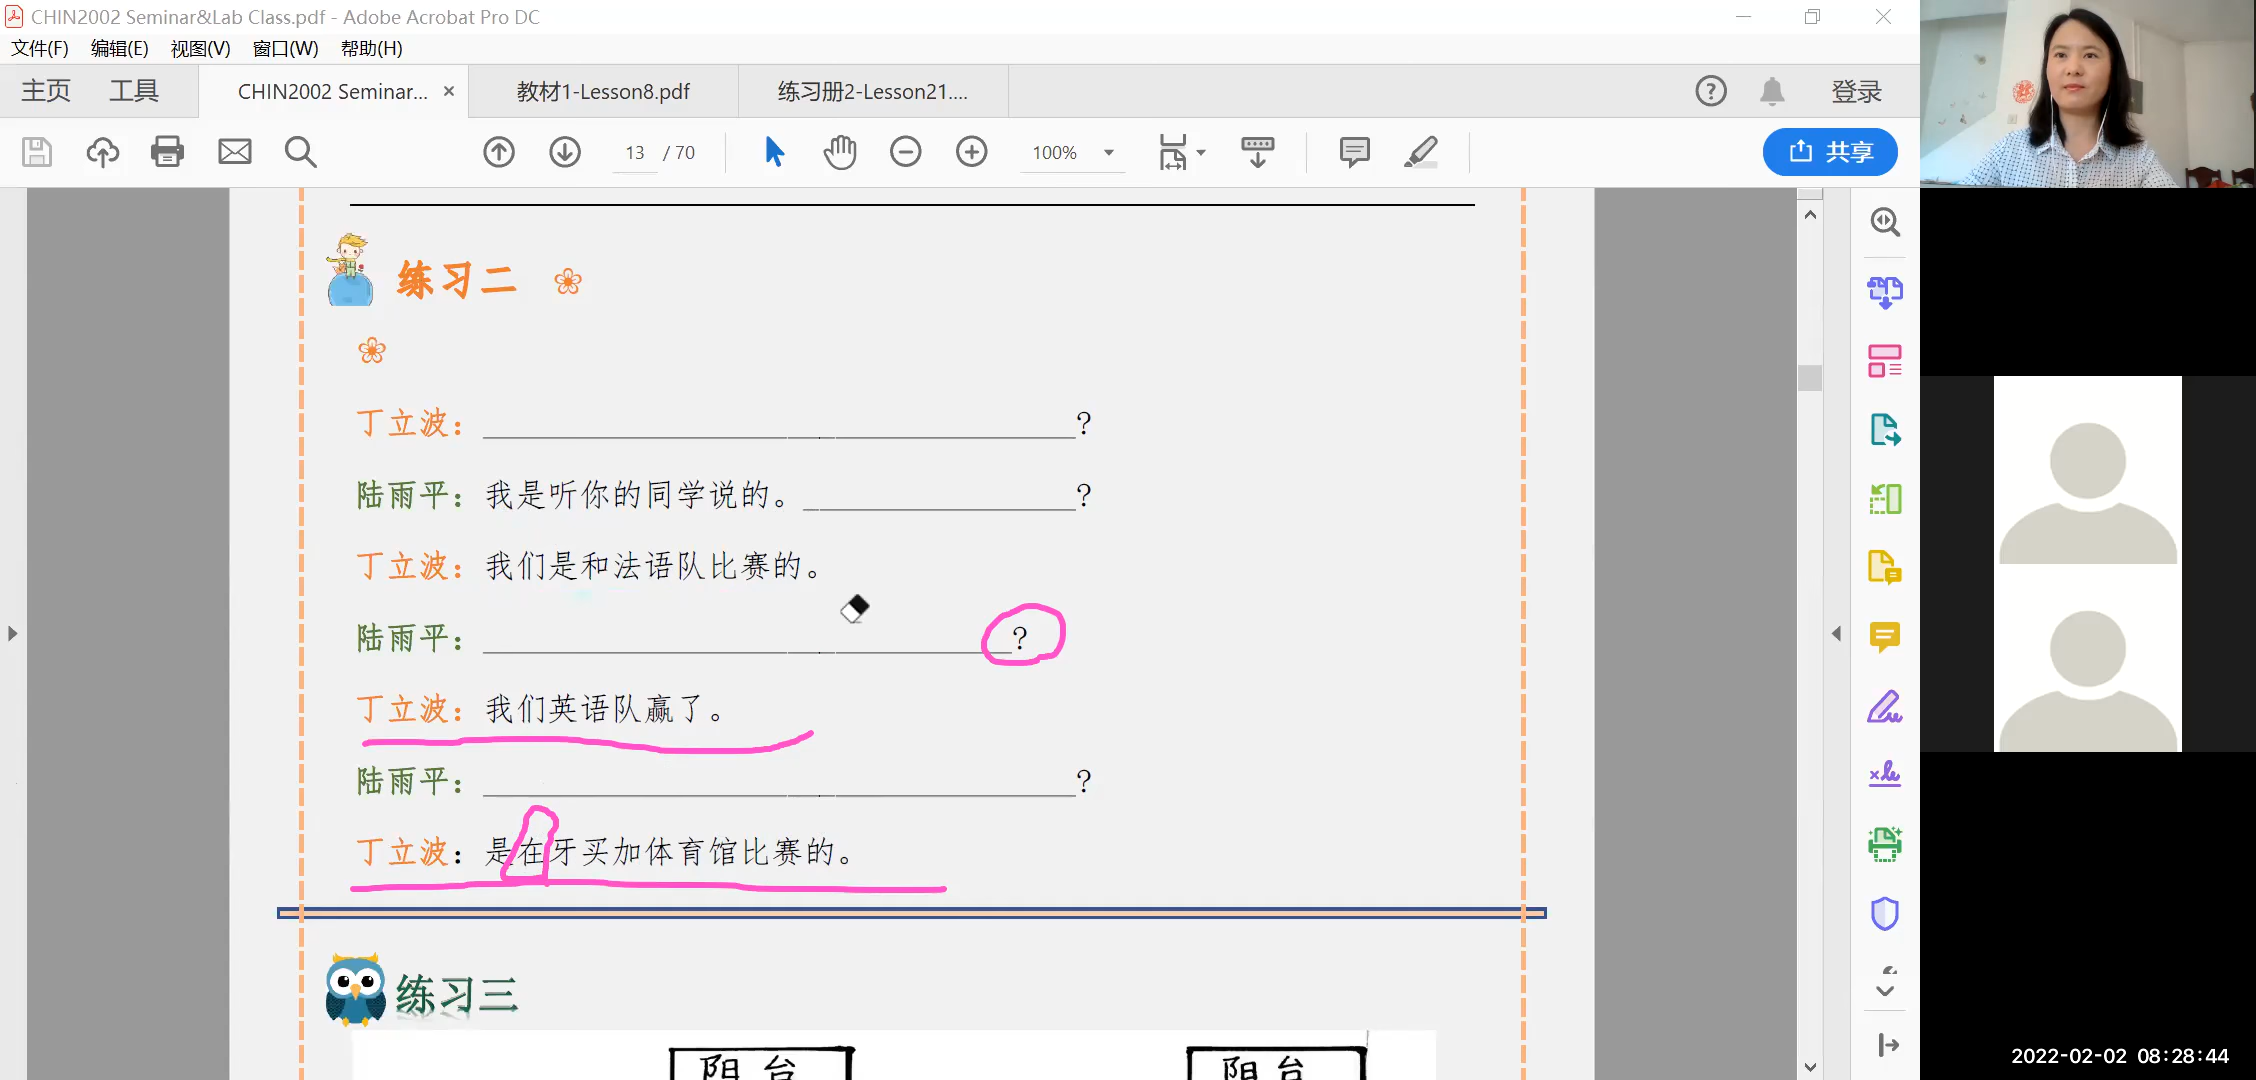 CHIN2002 Seminar&Lab Class.pdf - Adobe Acrobat Pro DC
文件(F) 编辑(E) 视图(V) 窗口(W) 帮助(H)
主页 工具 CHIN2002 Seminar... × 教材1-Lesson8.pdf 练习册2-Lesson21.... 登录
13 / 70 100% 共享
练习二
丁立波：?
陆雨平：我是听你的同学说的。?
丁立波：我们是和法语队比赛的。
陆雨平：?
丁立波：我们英语队赢了。
陆雨平：?
丁立波：是在牙买加体育馆比赛的。
练习三
阳台 阳台
2022-02-02 08:28:44